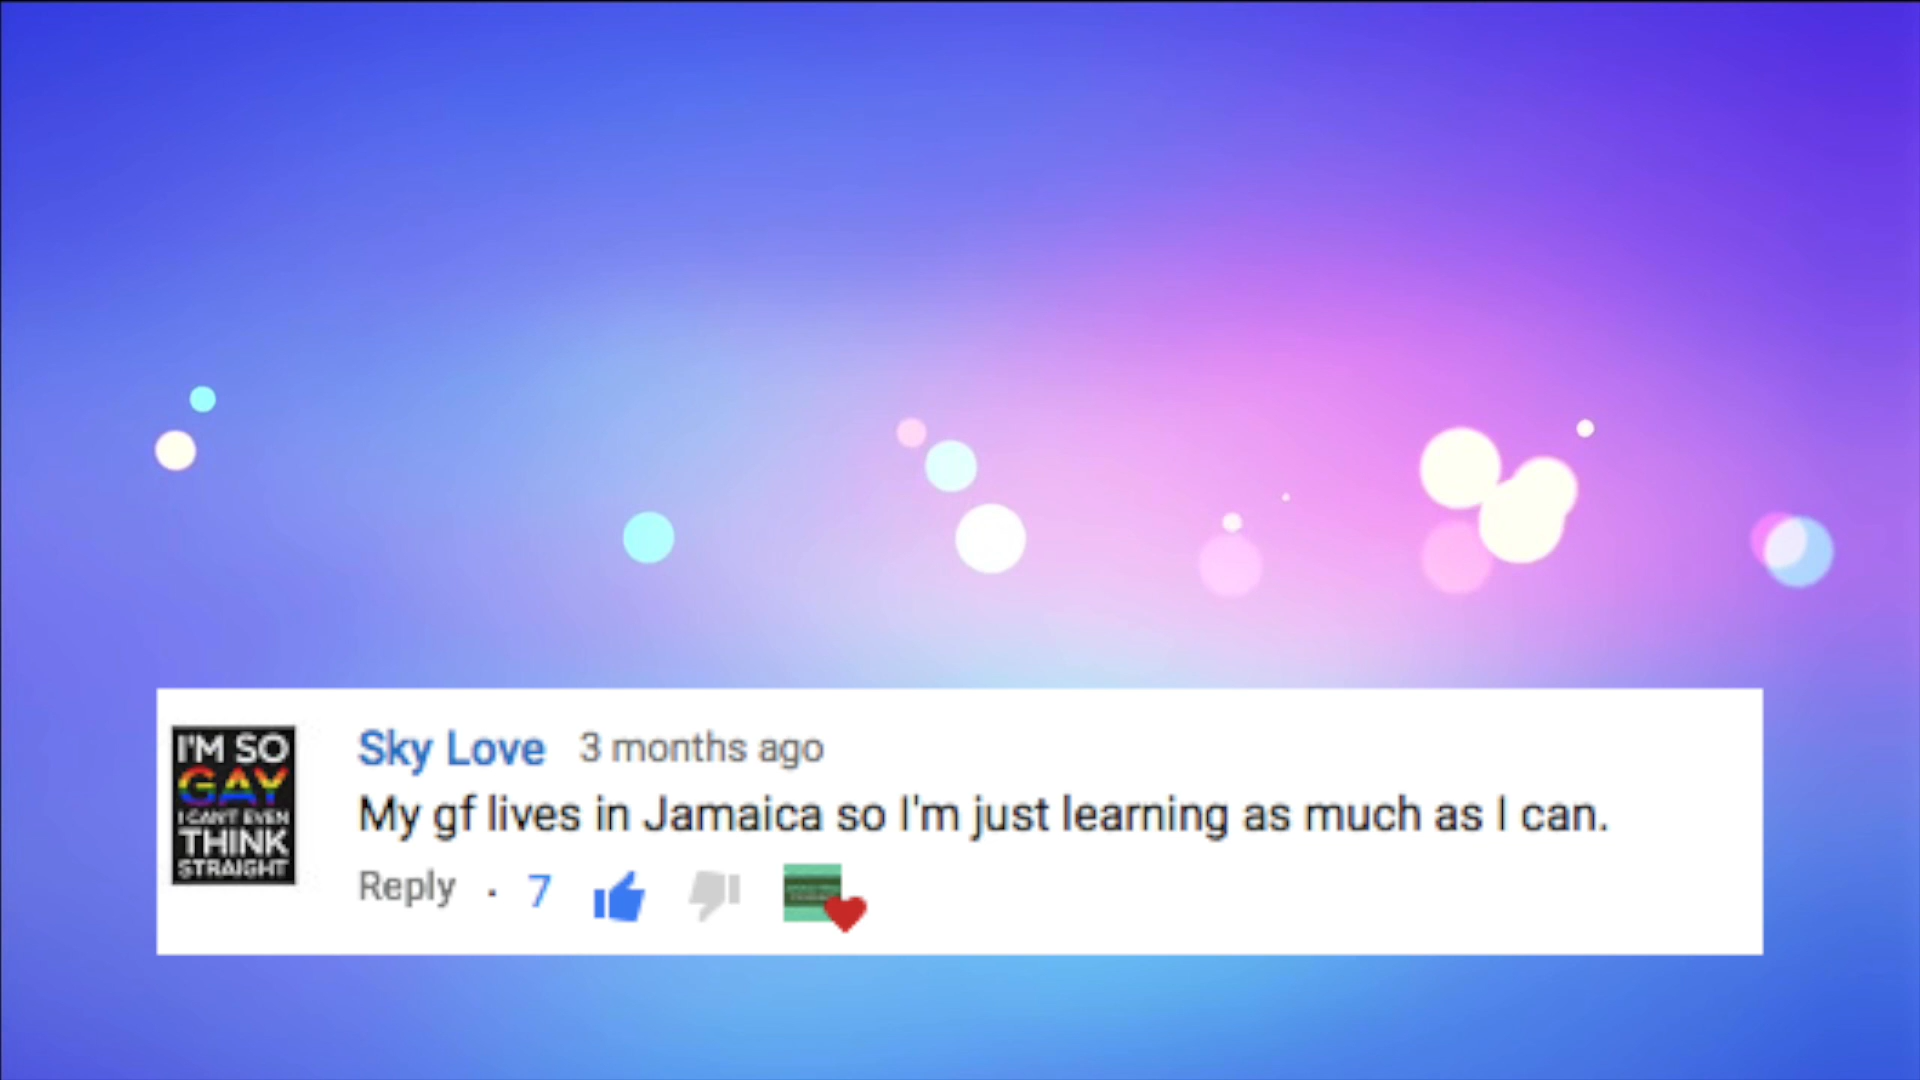 I'M SO
GAY
I CAN'T EVEN
THINK
STRAIGHT
Sky Love 3 months ago
My gf lives in Jamaica so I'm just learning as much as I can.
Reply · 7